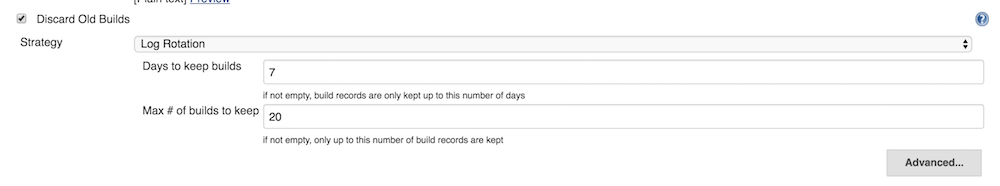 [Plain text] Preview
Discard Old Builds
Strategy
Log Rotation
Days to keep builds
7
if not empty, build records are only kept up to this number of days
Max # of builds to keep
20
if not empty, only up to this number of build records are kept
Advanced...